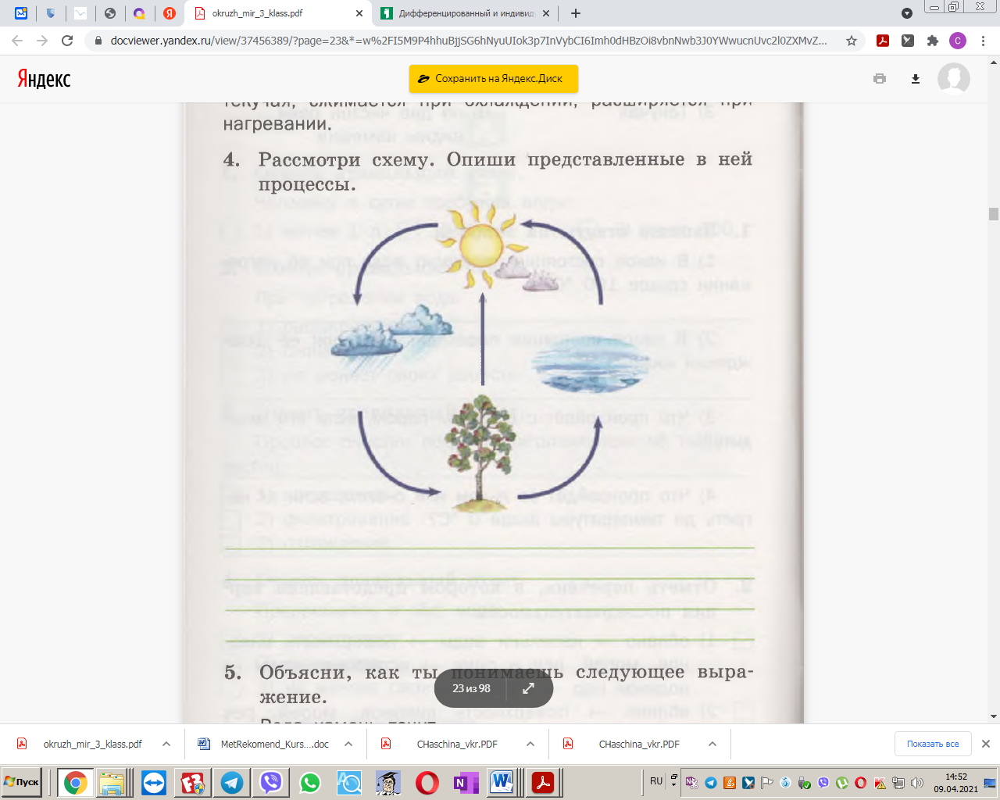 okruzh_mir_3_klass.pdf
Дифференцированный и индивид
docviewer.yandex.ru/view/37456389/?page=23&*=w%2FI5M9P4hhuBjjSG6hNyuUIok3p7InVybCI6Imh0dHBzOi8vbnNwb3J0YWwucnUvc2l0ZXMvZ...
C
Яндекс
Сохранить на Яндекс.Диск
текучая, сжимается при охлаждении, расширяется при
нагревании.
4. Рассмотри схему. Опиши представленные в ней
процессы.
5. Объясни, как ты понимаешь следующее выра-
жение.
23 из 98
okruzh_mir_3_klass.pdf
MetRekomend_Kurs....doc
CHaschina_vkr.PDF
CHaschina_vkr.PDF
Показать все
Пуск
RU
14:52
09.04.2021